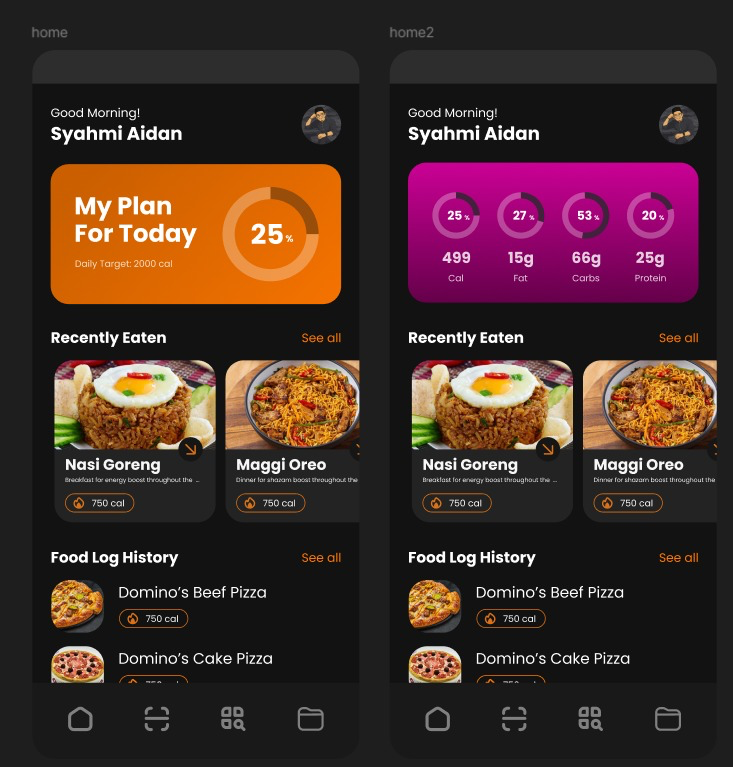 home
Good Morning!
Syahmi Aidan
My Plan
For Today
Daily Target: 2000 cal
25%
Recently Eaten
See all
Nasi Goreng
Breakfast for energy boost throughout the ...
750 cal
Maggi Oreo
Dinner for shazam boost throughout the
750 cal
Food Log History
See all
Domino's Beef Pizza
750 cal
Domino's Cake Pizza
750 cal
home2
Good Morning!
Syahmi Aidan
25% 27% 53% 20%
499 15g 66g 25g
Cal Fat Carbs Protein
Recently Eaten
See all
Nasi Goreng
Breakfast for energy boost throughout the ...
750 cal
Maggi Oreo
Dinner for shazam boost throughout the
750 cal
Food Log History
See all
Domino's Beef Pizza
750 cal
Domino's Cake Pizza
750 cal